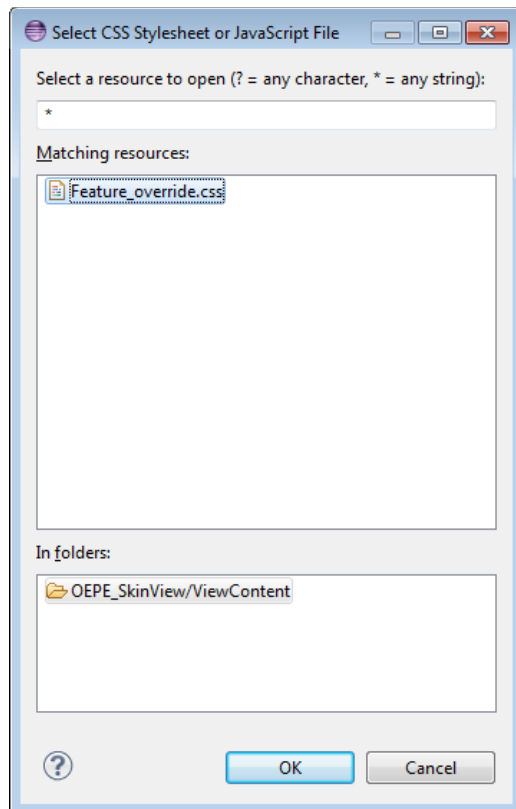 Select CSS Stylesheet or JavaScript File
Select a resource to open (? = any character, * = any string):
*
Matching resources:
Feature_override.css
In folders:
OEPE_SkinView/ViewContent
?
OK
Cancel